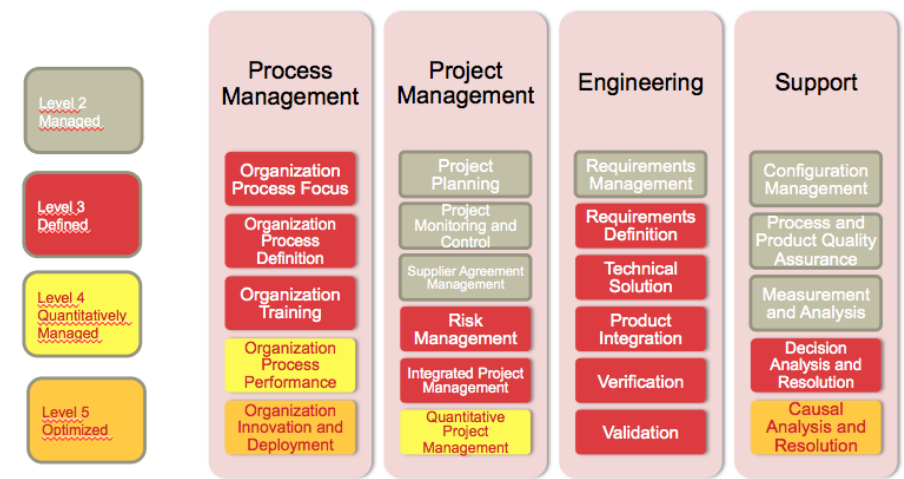 Level 2
Managed
Level 3
Defined
Level 4
Quantitatively
Managed
Level 5
Optimized
Process
Management
Organization
Process Focus
Organization
Process
Definition
Organization
Training
Organization
Process
Performance
Organization
Innovation and
Deployment
Project
Management
Project
Planning
Project
Monitoring and
Control
Supplier Agreement
Management
Risk
Management
Integrated Project
Management
Quantitative
Project
Management
Engineering
Requirements
Management
Requirements
Definition
Technical
Solution
Product
Integration
Verification
Validation
Support
Configuration
Management
Process and
Product Quality
Assurance
Measurement
and Analysis
Decision
Analysis and
Resolution
Causal
Analysis and
Resolution